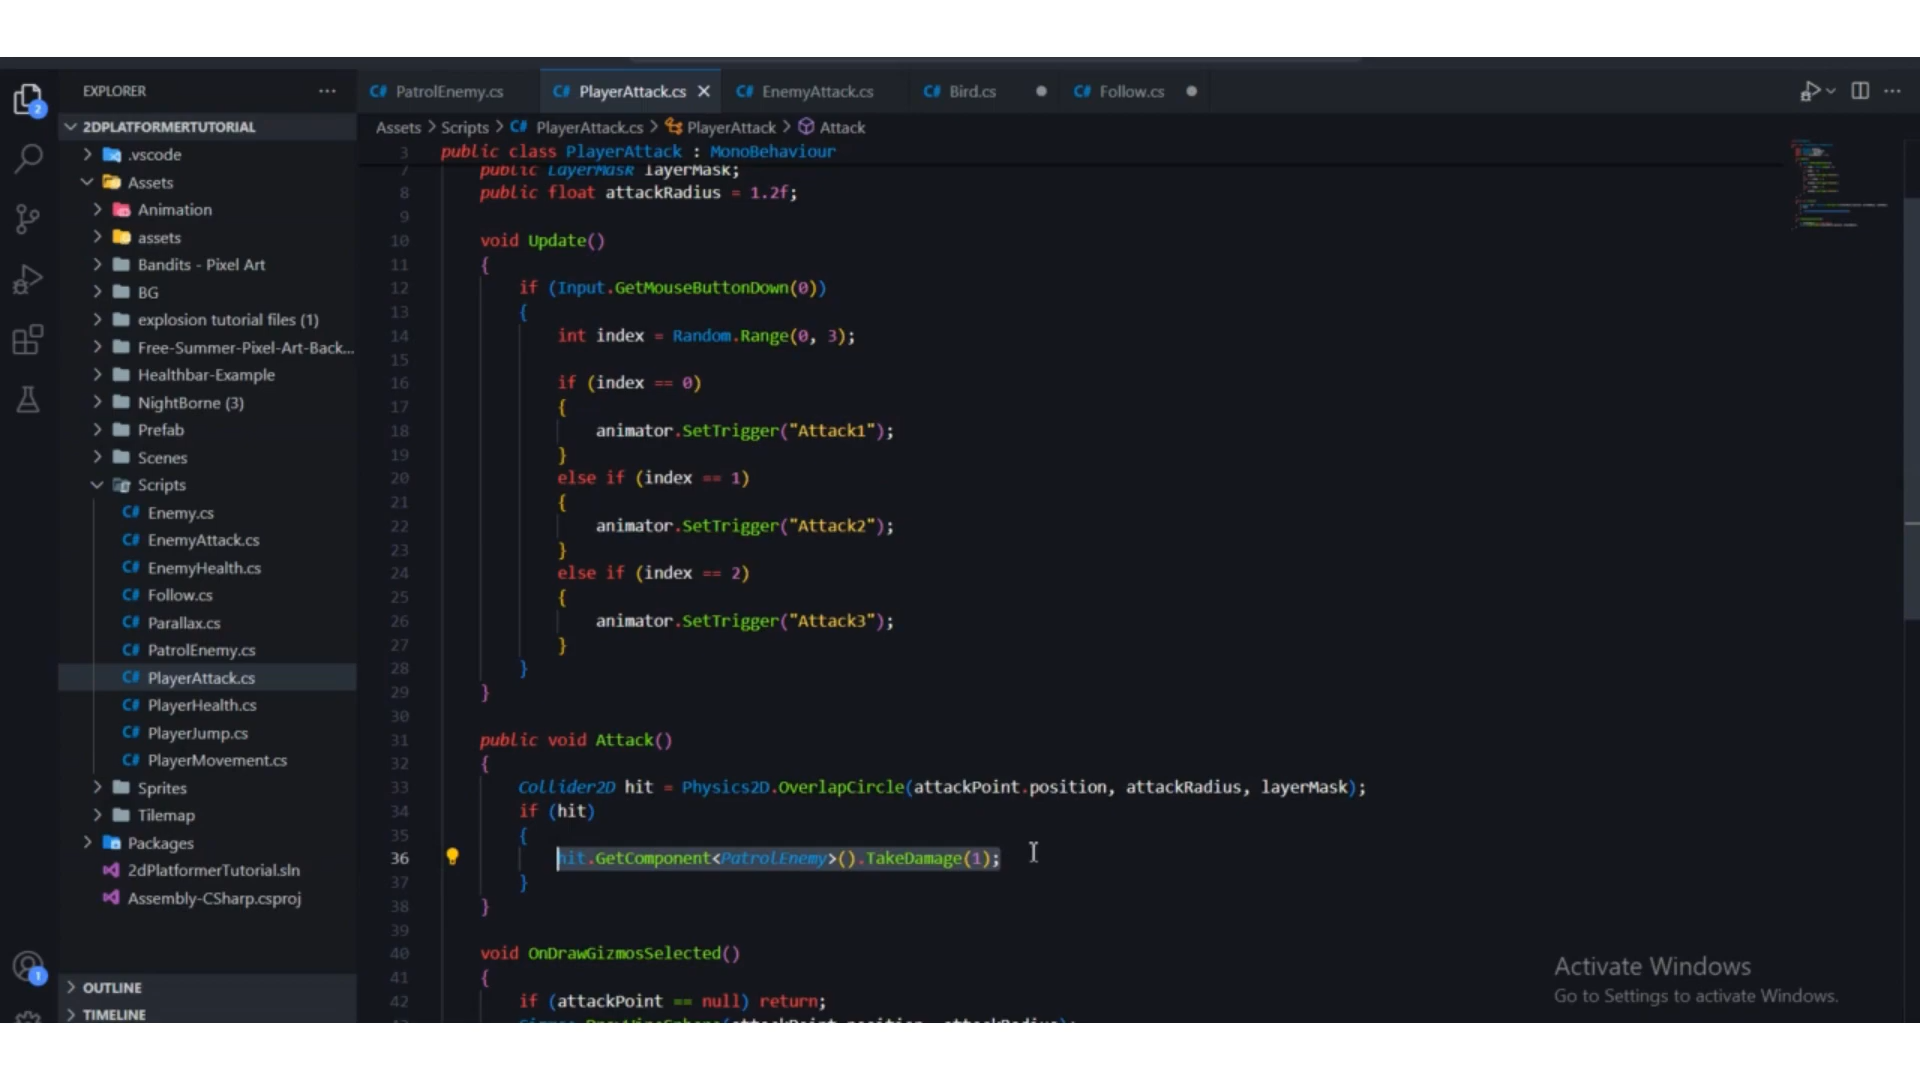 EXPLORER
PatrolEnemy.cs
PlayerAttack.cs
EnemyAttack.cs
Bird.cs
Follow.cs
2DPLATFORMERTUTORIAL
Assets > Scripts > PlayerAttack.cs > PlayerAttack > Attack
.vscode
Assets
Animation
assets
Bandits - Pixel Art
BG
explosion tutorial files (1)
Free-Summer-Pixel-Art-Back...
Healthbar-Example
NightBorne (3)
Prefab
Scenes
Scripts
Enemy.cs
EnemyAttack.cs
EnemyHealth.cs
Follow.cs
Parallax.cs
PatrolEnemy.cs
PlayerAttack.cs
PlayerHealth.cs
PlayerJump.cs
PlayerMovement.cs
Sprites
Tilemap
Packages
2dPlatformerTutorial.sln
Assembly-CSharp.csproj
OUTLINE
TIMELINE
3 public class PlayerAttack : MonoBehaviour
7 public LayerMask layerMask;
8 public float attackRadius = 1.2f;
9
10 void Update()
11 {
12 if (Input.GetMouseButtonDown(0))
13 {
14 int index = Random.Range(0, 3);
15
16 if (index == 0)
17 {
18 animator.SetTrigger("Attack1");
19 }
20 else if (index == 1)
21 {
22 animator.SetTrigger("Attack2");
23 }
24 else if (index == 2)
25 {
26 animator.SetTrigger("Attack3");
27 }
28 }
29 }
30
31 public void Attack()
32 {
33 Collider2D hit = Physics2D.OverlapCircle(attackPoint.position, attackRadius, layerMask);
34 if (hit)
35 {
36 hit.GetComponent<PatrolEnemy>().TakeDamage(1);
37 }
38 }
39
40 void OnDrawGizmosSelected()
41 {
42 if (attackPoint == null) return;
Activate Windows
Go to Settings to activate Windows.
2
1